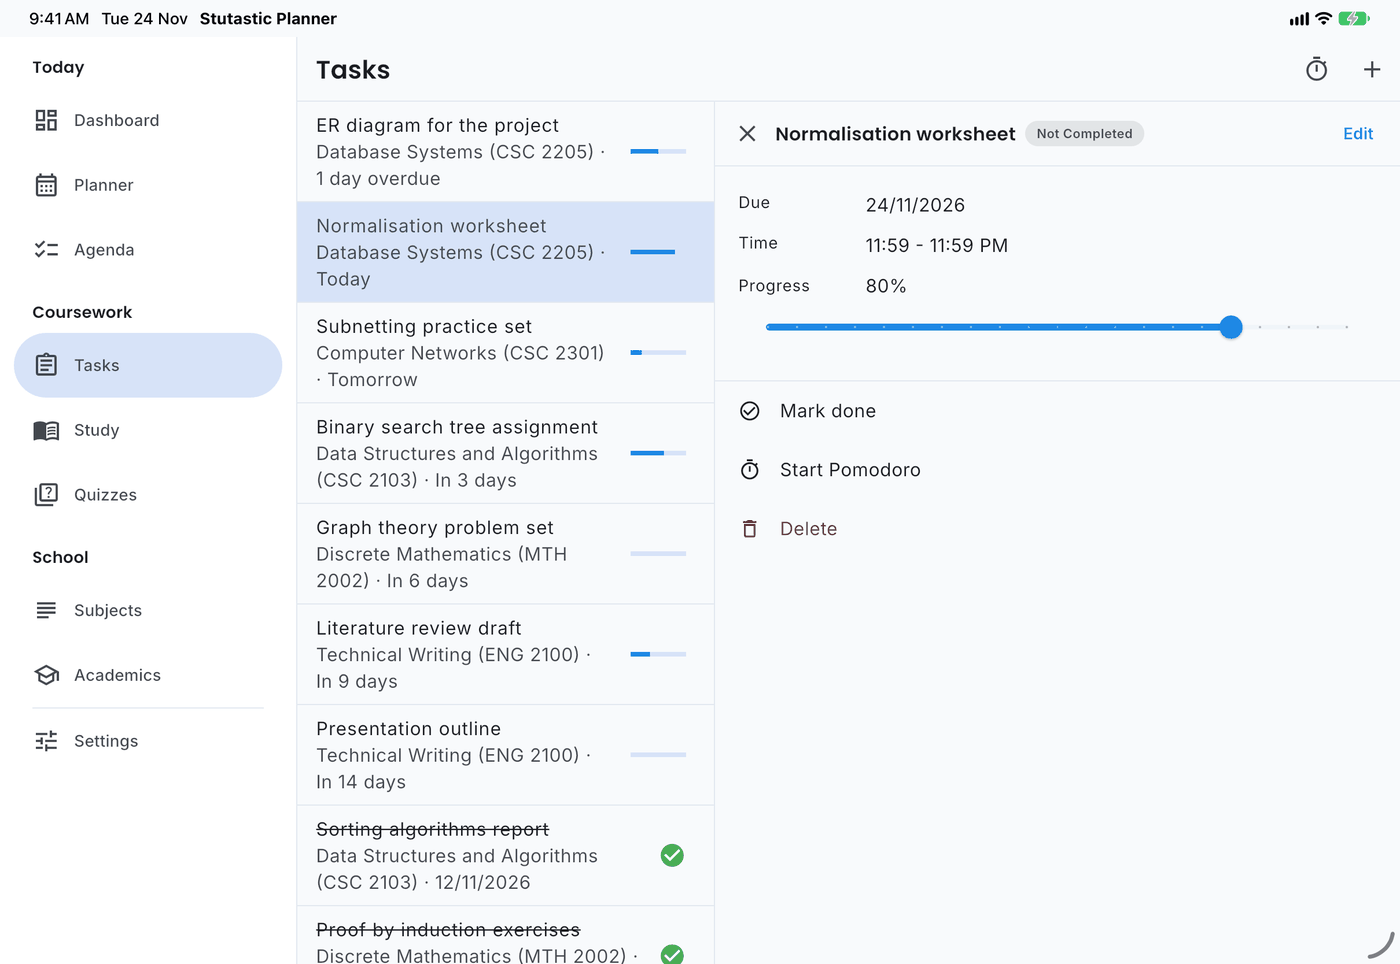 9:41 AM Tue 24 Nov Stutastic Planner
Today
Dashboard
Planner
Agenda
Coursework
Tasks
Study
Quizzes
School
Subjects
Academics
Settings
Tasks
ER diagram for the project
Database Systems (CSC 2205) ·
1 day overdue
Normalisation worksheet
Database Systems (CSC 2205) ·
Today
Subnetting practice set
Computer Networks (CSC 2301)
· Tomorrow
Binary search tree assignment
Data Structures and Algorithms
(CSC 2103) · In 3 days
Graph theory problem set
Discrete Mathematics (MTH
2002) · In 6 days
Literature review draft
Technical Writing (ENG 2100) ·
In 9 days
Presentation outline
Technical Writing (ENG 2100) ·
In 14 days
Sorting algorithms report
Data Structures and Algorithms
(CSC 2103) · 12/11/2026
Proof by induction exercises
Discrete Mathematics (MTH 2002) ·
Normalisation worksheet Not Completed Edit
Due 24/11/2026
Time 11:59 - 11:59 PM
Progress 80%
Mark done
Start Pomodoro
Delete